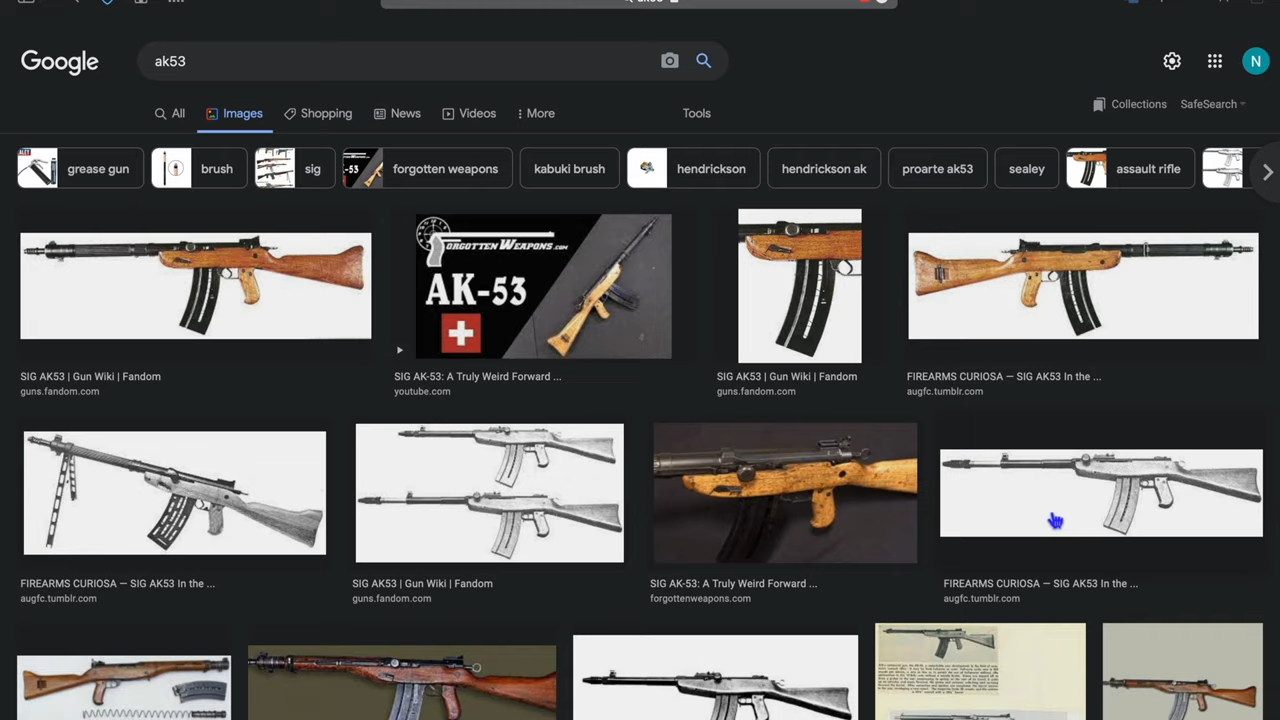 Google
ak53
N
All
Images
Shopping
News
Videos
More
Tools
Collections
SafeSearch
grease gun
brush
sig
forgotten weapons
kabuki brush
hendrickson
hendrickson ak
proarte ak53
sealey
assault rifle
FORGOTTEN WEAPONS.COM
AK-53
SIG AK53 | Gun Wiki | Fandom
guns.fandom.com
SIG AK-53: A Truly Weird Forward ...
youtube.com
SIG AK53 | Gun Wiki | Fandom
guns.fandom.com
FIREARMS CURIOSA — SIG AK53 In the ...
augfc.tumblr.com
FIREARMS CURIOSA — SIG AK53 In the ...
augfc.tumblr.com
SIG AK53 | Gun Wiki | Fandom
guns.fandom.com
SIG AK-53: A Truly Weird Forward ...
forgottenweapons.com
FIREARMS CURIOSA — SIG AK53 In the ...
augfc.tumblr.com